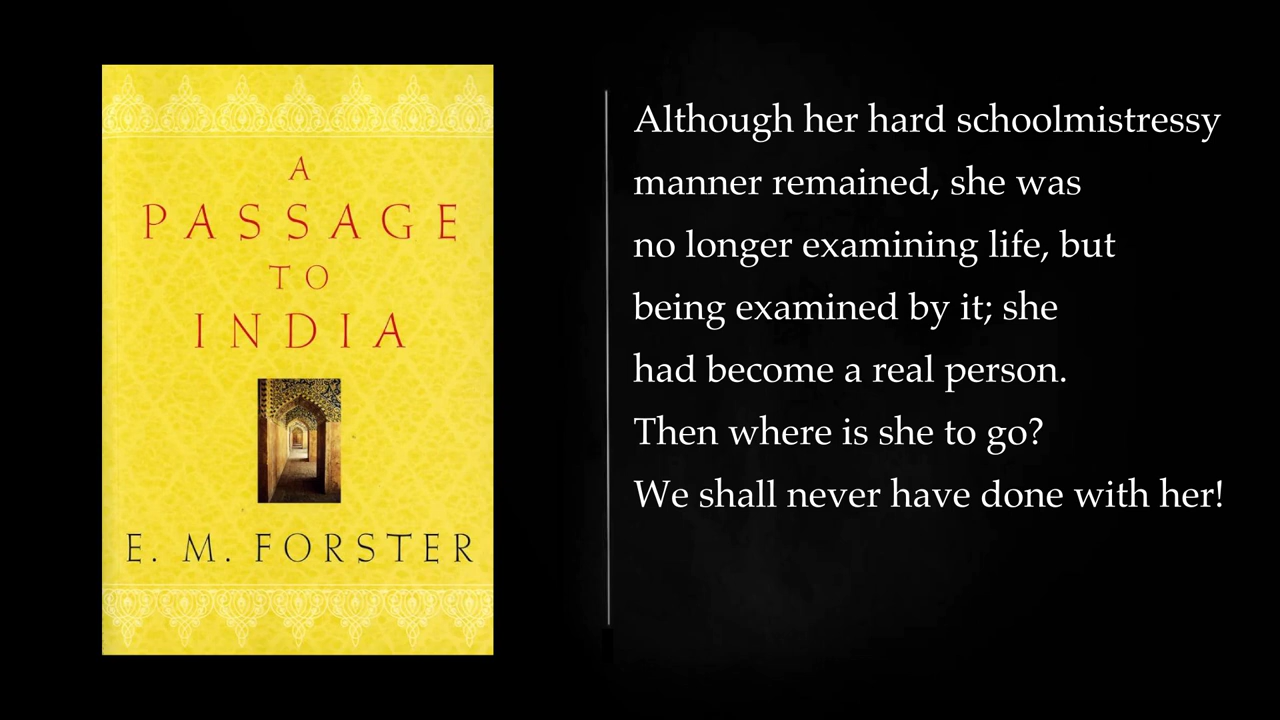 A
PASSAGE
TO
INDIA
E. M. FORSTER
Although her hard schoolmistressy
manner remained, she was
no longer examining life, but
being examined by it; she
had become a real person.
Then where is she to go?
We shall never have done with her!